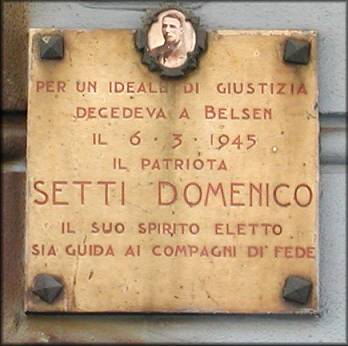 PER UN IDEALE DI GIUSTIZIA
DECEDEVA A BELSEN
IL 6·3·1945
IL PATRIOTA
SETTI DOMENICO
IL SUO SPIRITO ELETTO
SIA GUIDA AI COMPAGNI DI FEDE